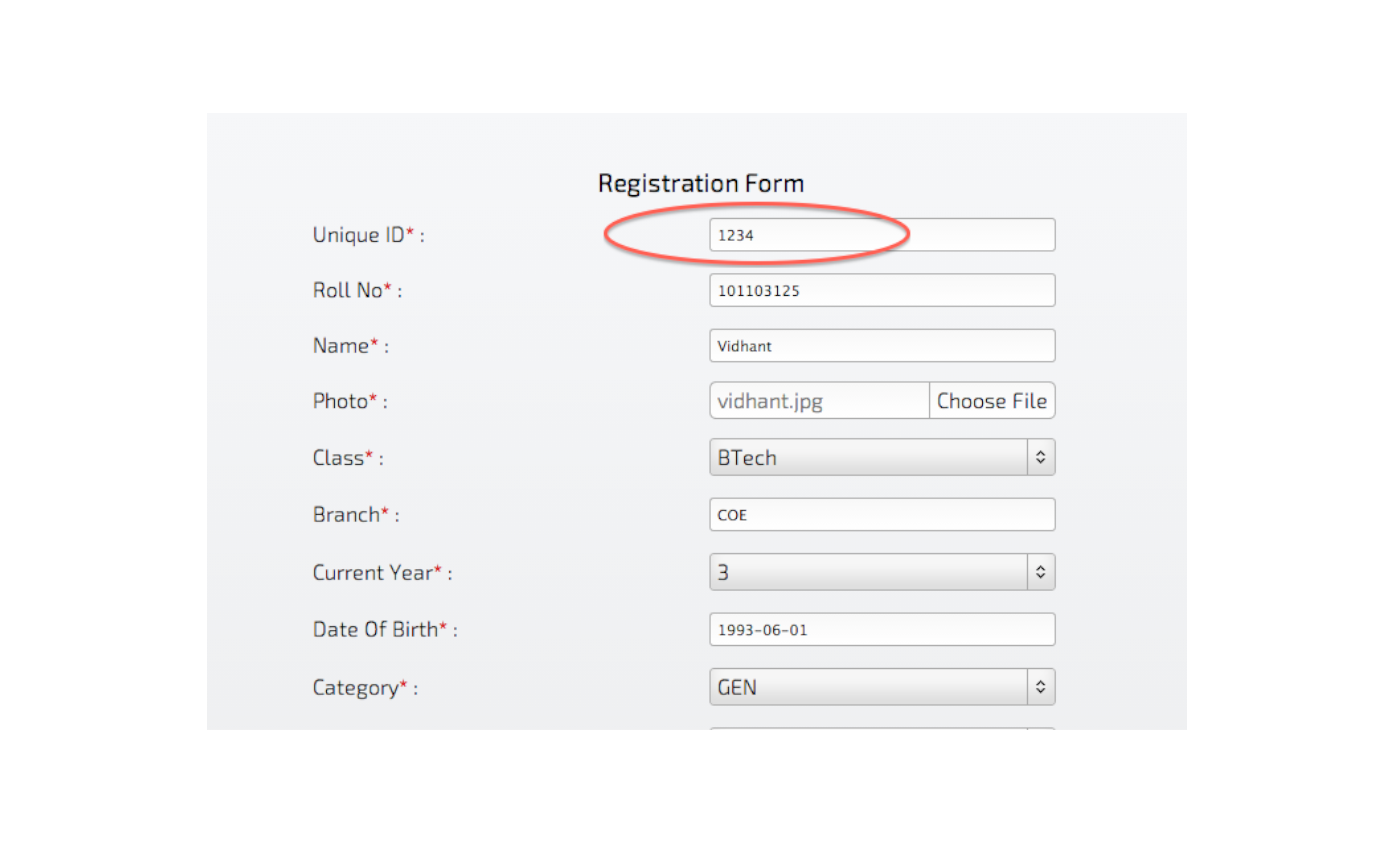 Registration Form
Unique ID* : 1234
Roll No* : 101103125
Name* : Vidhant
Photo* : vidhant.jpg Choose File
Class* : BTech
Branch* : COE
Current Year* : 3
Date Of Birth* : 1993-06-01
Category* : GEN